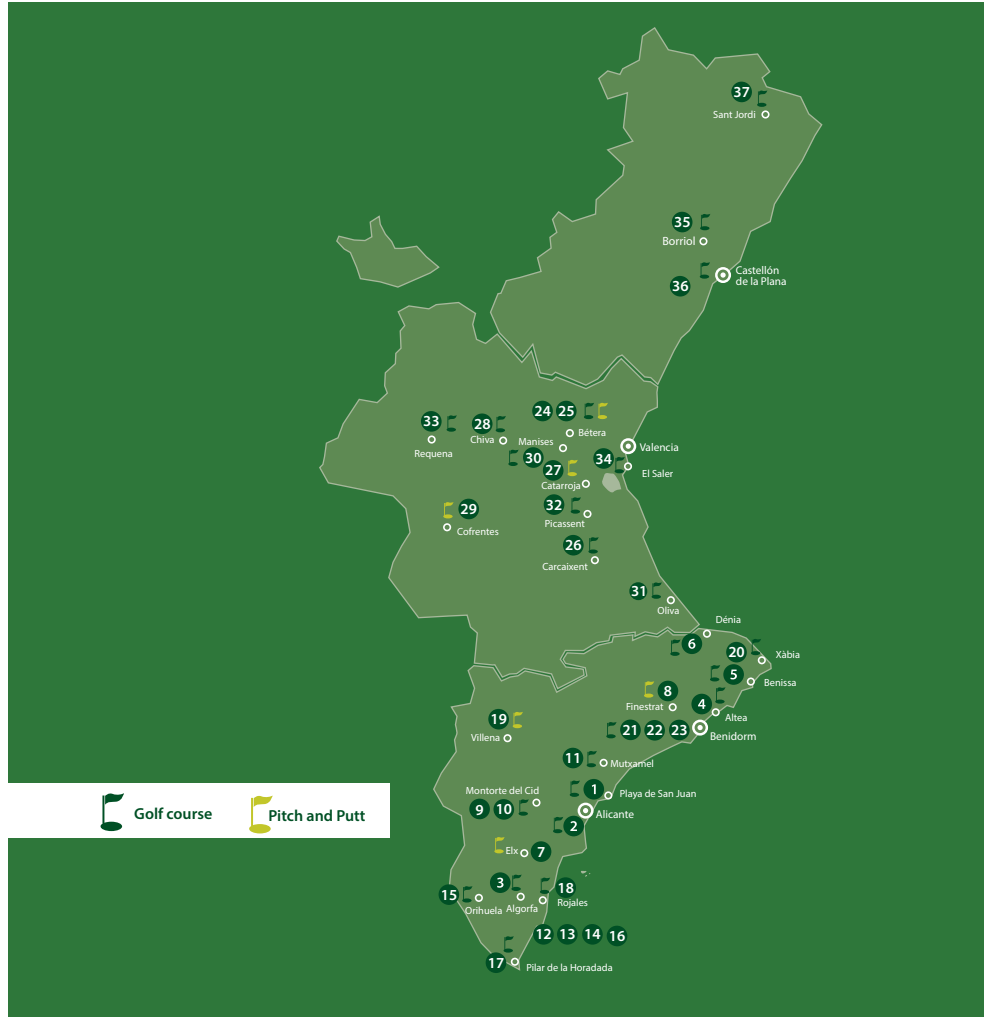 37
Sant Jordi
35
Borriol
36
Castellón
de la Plana
24 25
33
28
Bétera
Chiva
Manises
Requena
Valencia
30
34
27
El Saler
Catarroja
32
29
Picassent
Cofrentes
26
Carcaixent
31
Oliva
Dénia
6
20
Xàbia
5
Benissa
8
Finestrat
4
Altea
19
Villena
21 22 23
Benidorm
11
Mutxamel
Montorte del Cid
1
Playa de San Juan
9 10
Alicante
2
Golf course
Pitch and Putt
Elx
7
3
18
15
Orihuela
Algorfa
Rojales
12 13 14 16
17
Pilar de la Horadada